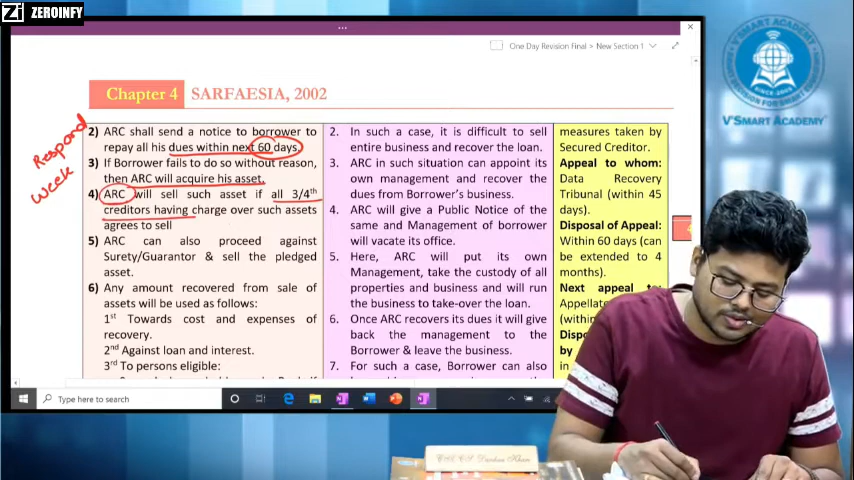 Zi ZEROINFY
One Day Revision Final > New Section 1
V'SMART ACADEMY
SINCE-2006
V'SMART ACADEMY
Chapter 4 SARFAESIA, 2002
Respond
Week
2) ARC shall send a notice to borrower to
repay all his dues within next 60 days.
3) If Borrower fails to do so without reason,
then ARC will acquire his asset.
4) ARC will sell such asset if all 3/4th
creditors having charge over such assets
agrees to sell
5) ARC can also proceed against
Surety/Guarantor & sell the pledged
asset.
6) Any amount recovered from sale of
assets will be used as follows:
1st Towards cost and expenses of
recovery.
2nd Against loan and interest.
3rd To persons eligible:
2. In such a case, it is difficult to sell
entire business and recover the loan.
3. ARC in such situation can appoint its
own management and recover the
dues from Borrower's business.
4. ARC will give a Public Notice of the
same and Management of borrower
will vacate its office.
5. Here, ARC will put its own
Management, take the custody of all
properties and business and will run
the business to take-over the loan.
6. Once ARC recovers its dues it will give
back the management to the
Borrower & leave the business.
7. For such a case, Borrower can also
measures taken by
Secured Creditor.
Appeal to whom:
Data Recovery
Tribunal (within 45
days).
Disposal of Appeal:
Within 60 days (can
be extended to 4
months).
Next appeal to:
Appellate
(within
by
in
4
Type here to search